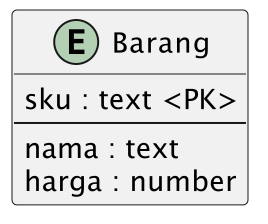 E Barang
sku : text <PK>
nama : text
harga : number